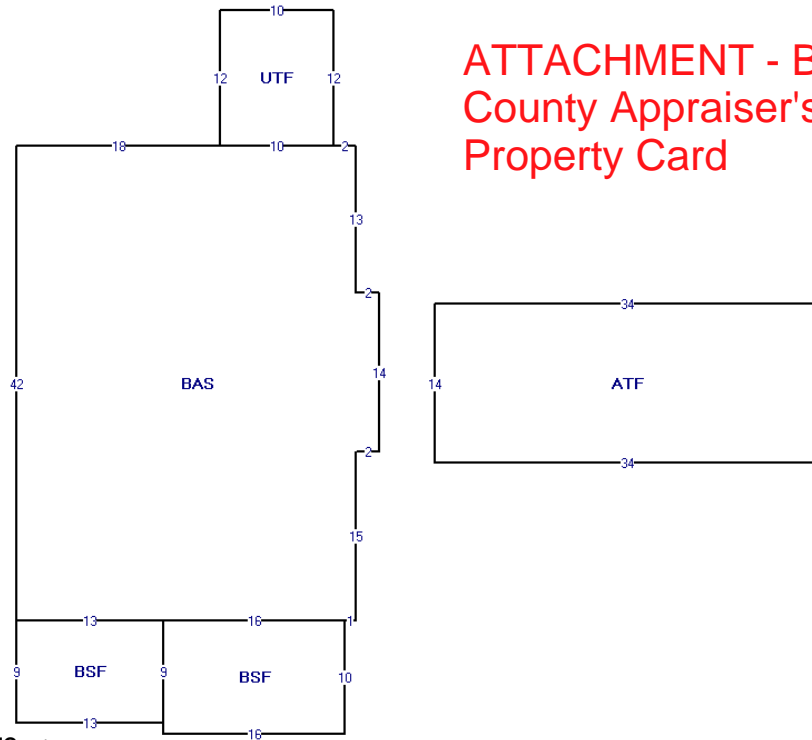 10
12
UTF
12
ATTACHMENT - B
County Appraiser's
Property Card
18
10
2
13
2
34
42
BAS
14
14
ATF
2
34
15
13
16
1
9
BSF
9
BSF
10
13
16